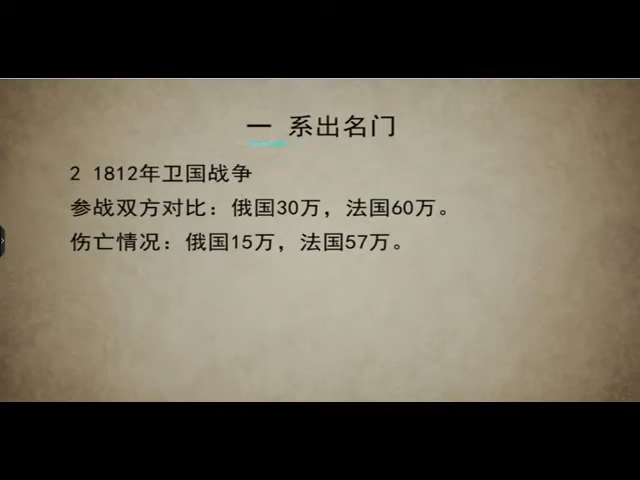 一 系出名门
2 1812年卫国战争
参战双方对比：俄国30万，法国60万。
伤亡情况：俄国15万，法国57万。